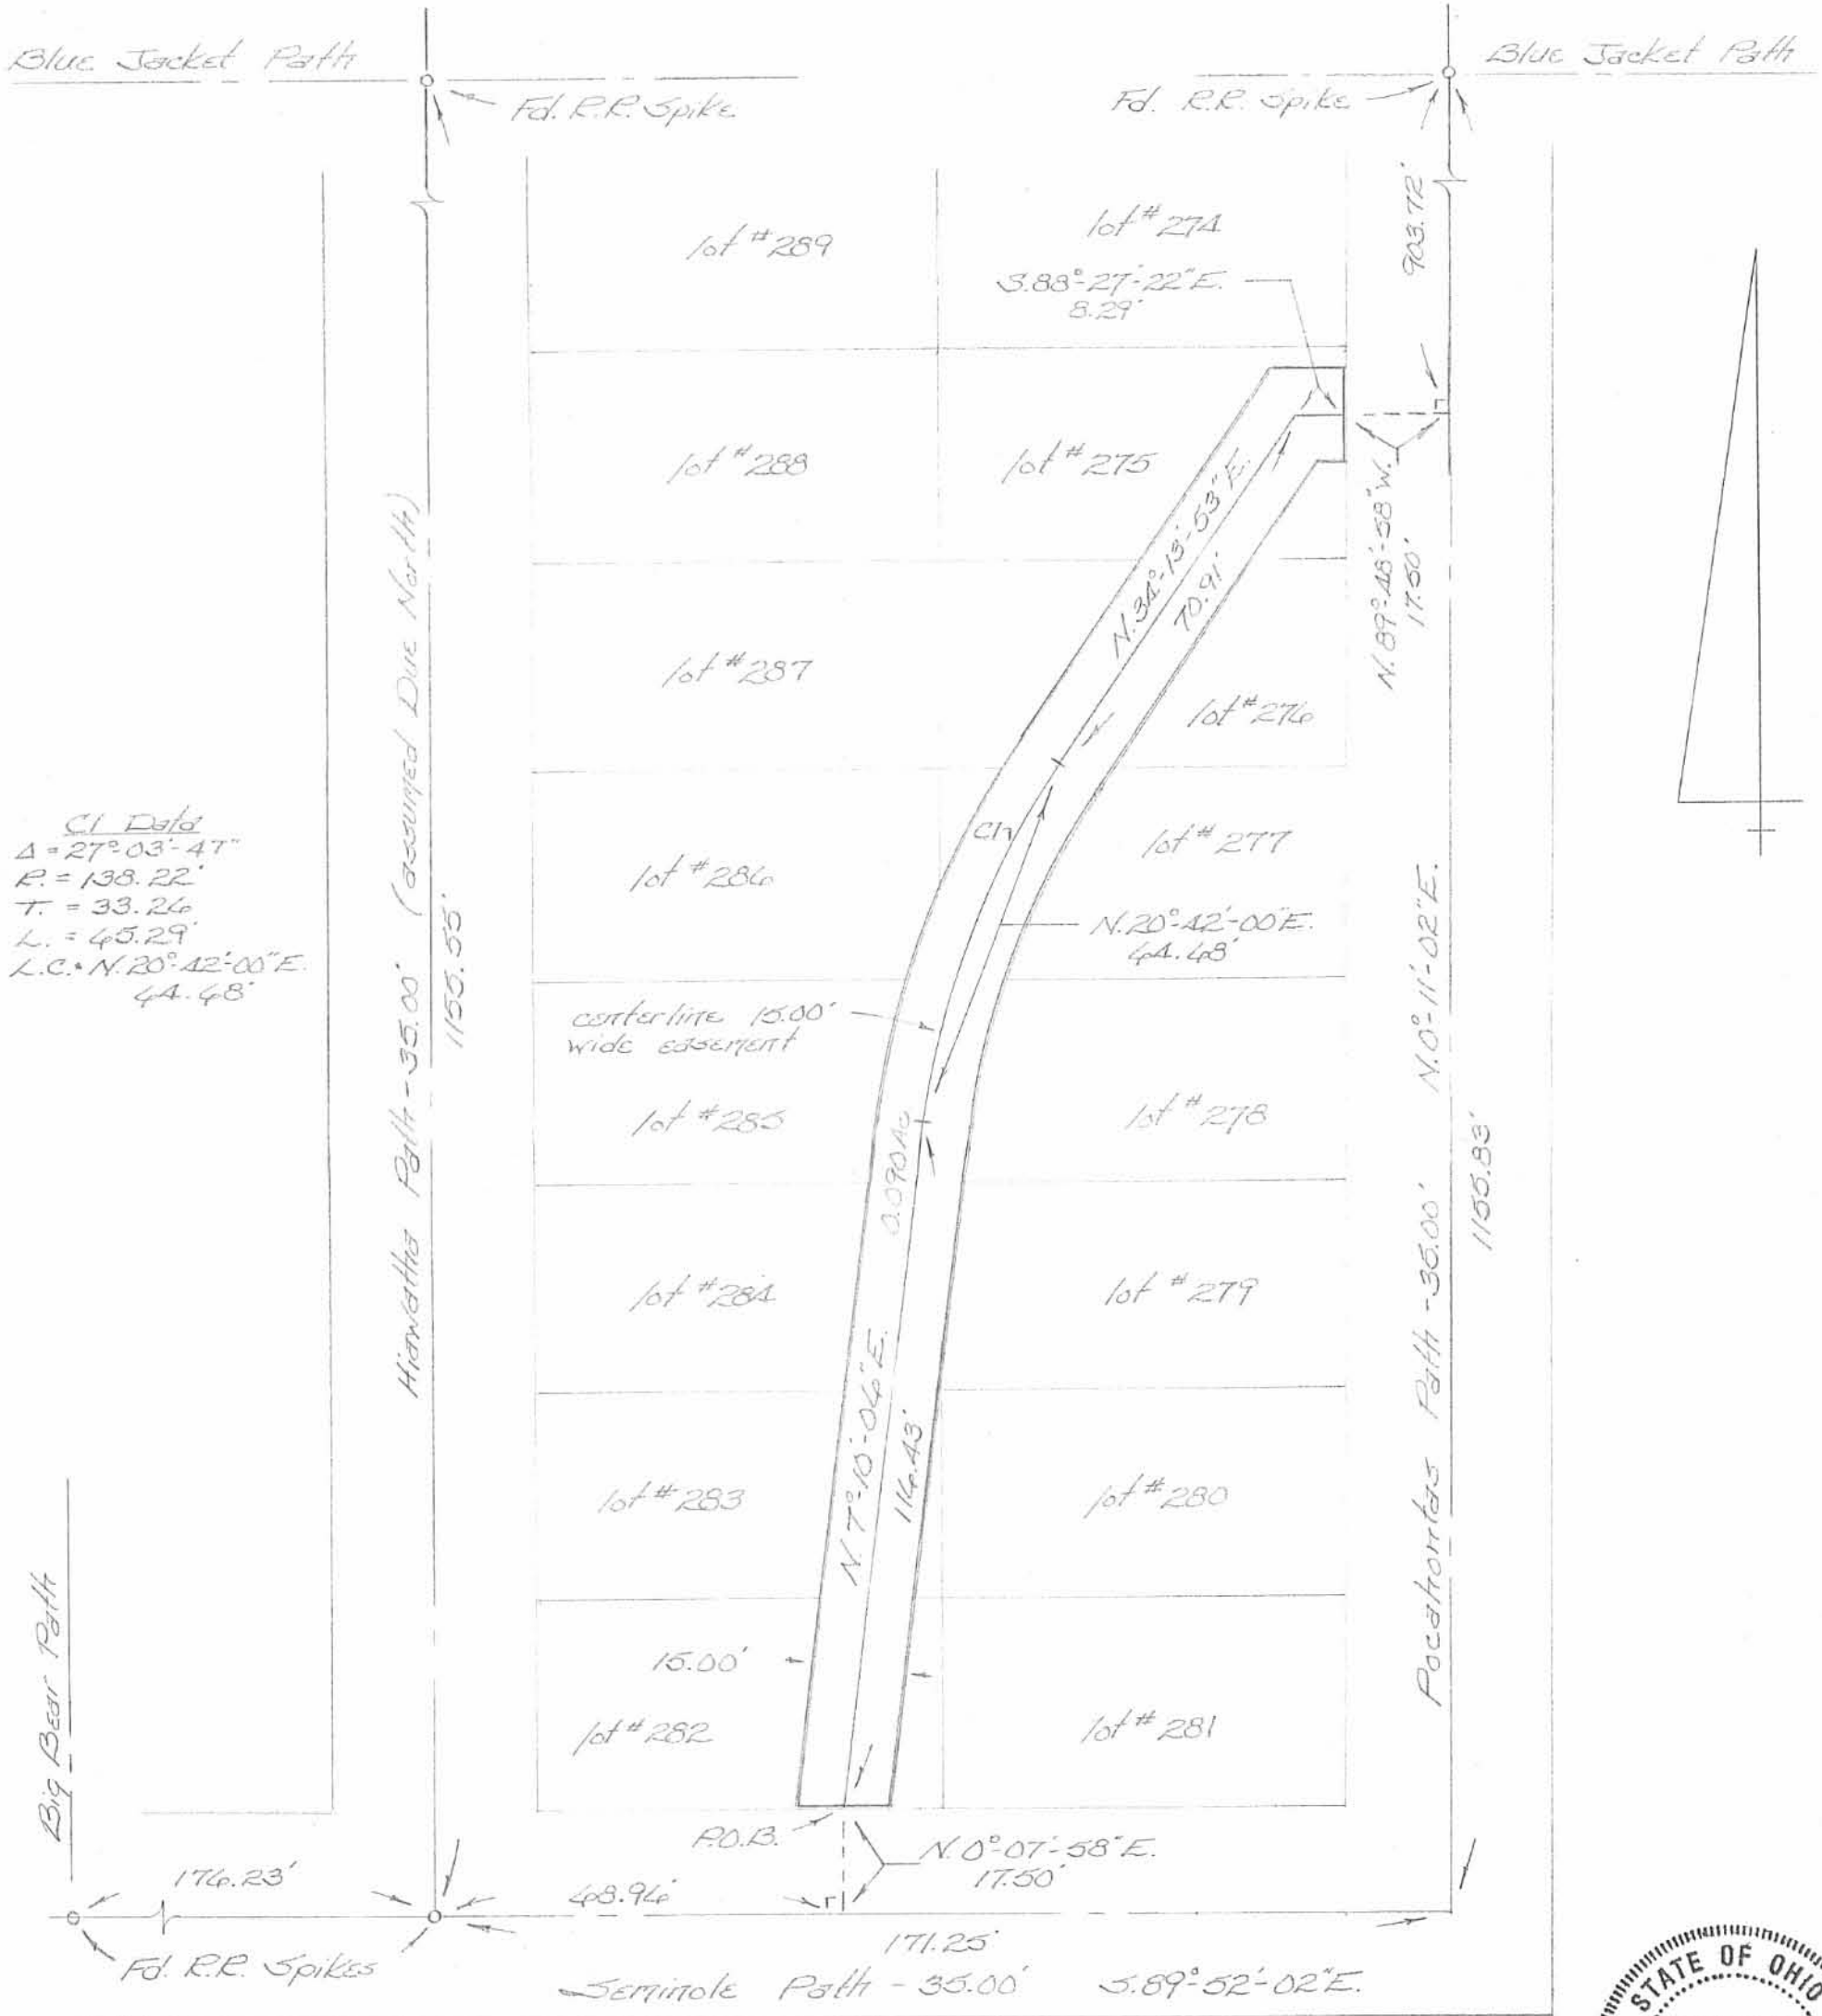 Blue Jacket Path
Blue Jacket Path
Fd. R.R. Spike
Fd. R.R. Spike
903.72'
lot #289
lot #274
S.88°-27'-22"E.
8.29'
lot #288
lot #275
N.34°-13'-53"E.
70.91'
N.89°-48'-58"W.
17.50'
lot #287
lot #276
C1 Data
Δ = 27°-03'-47"
R. = 138.22'
T. = 33.26
L. = 65.29'
L.C. = N.20°-42'-00"E.
64.68'
Hiawatha Path - 35.00' (assumed Due North)
1155.55'
lot #286
C1
lot #277
N.20°-42'-00"E.
64.68'
centerline 15.00'
wide easement
lot #285
0.090Ac
lot #278
N.0°-11'-02"E.
Pocahontas Path - 35.00'
1155.83'
lot #284
lot #279
N.7°-10'-06"E.
116.43'
lot #283
lot #280
15.00'
lot #282
lot #281
Big Bear Path
P.O.B.
N.0°-07'-58"E.
17.50'
176.23'
68.96'
Fd. R.R. Spikes
171.25'
Seminole Path - 35.00' S.89°-52'-02"E.
STATE OF OHIO